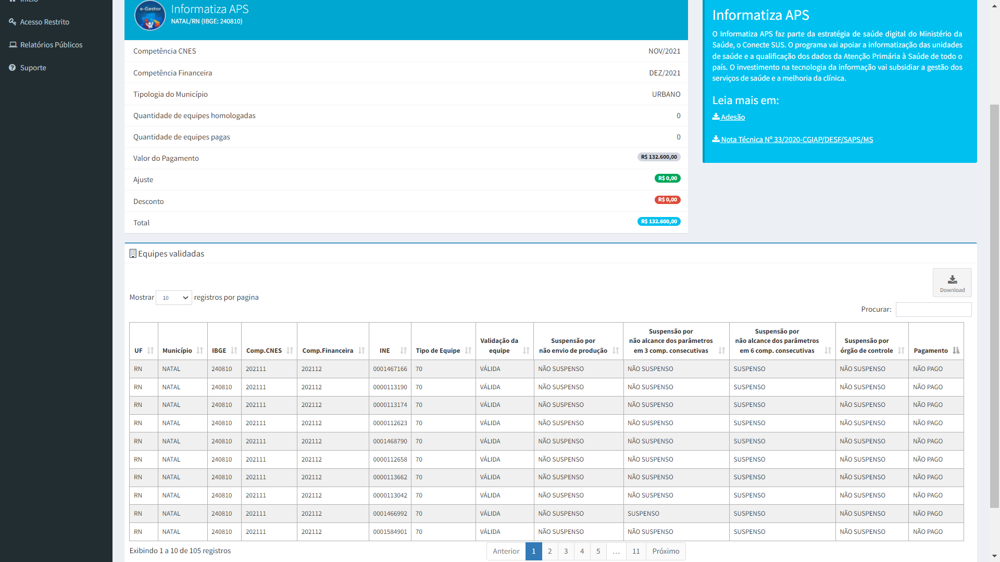 Acesso Restrito
Relatórios Públicos
Suporte
e-Gestor
Informatiza APS
NATAL/RN (IBGE: 240810)
Competência CNES NOV/2021
Competência Financeira DEZ/2021
Tipologia do Município URBANO
Quantidade de equipes homologadas 0
Quantidade de equipes pagas 0
Valor do Pagamento R$ 132.600,00
Ajuste R$ 0,00
Desconto R$ 0,00
Total R$ 132.600,00
Informatiza APS
O Informatiza APS faz parte da estratégia de saúde digital do Ministério da
Saúde, o Conecte SUS. O programa vai apoiar a informatização das unidades
de saúde e a qualificação dos dados da Atenção Primária à Saúde de todo o
país. O investimento na tecnologia da informação vai subsidiar a gestão dos
serviços de saúde e a melhoria da clínica.
Leia mais em:
Adesão
Nota Técnica Nº 33/2020-CGIAP/DESF/SAPS/MS
Equipes validadas
Download
Mostrar 10 registros por pagina
Procurar:
UF Município IBGE Comp.CNES Comp.Financeira INE Tipo de Equipe Validação da equipe Suspensão por não envio de produção Suspensão por não alcance dos parâmetros em 3 comp. consecutivas Suspensão por não alcance dos parâmetros em 6 comp. consecutivas Suspensão por órgão de controle Pagamento
RN NATAL 240810 202111 202112 0001467166 70 VÁLIDA NÃO SUSPENSO NÃO SUSPENSO SUSPENSO NÃO SUSPENSO NÃO PAGO
RN NATAL 240810 202111 202112 0000113190 70 VÁLIDA NÃO SUSPENSO NÃO SUSPENSO SUSPENSO NÃO SUSPENSO NÃO PAGO
RN NATAL 240810 202111 202112 0000113174 70 VÁLIDA NÃO SUSPENSO NÃO SUSPENSO SUSPENSO NÃO SUSPENSO NÃO PAGO
RN NATAL 240810 202111 202112 0000112623 70 VÁLIDA NÃO SUSPENSO NÃO SUSPENSO SUSPENSO NÃO SUSPENSO NÃO PAGO
RN NATAL 240810 202111 202112 0001468790 70 VÁLIDA NÃO SUSPENSO NÃO SUSPENSO SUSPENSO NÃO SUSPENSO NÃO PAGO
RN NATAL 240810 202111 202112 0000112658 70 VÁLIDA NÃO SUSPENSO NÃO SUSPENSO SUSPENSO NÃO SUSPENSO NÃO PAGO
RN NATAL 240810 202111 202112 0000113662 70 VÁLIDA NÃO SUSPENSO NÃO SUSPENSO SUSPENSO NÃO SUSPENSO NÃO PAGO
RN NATAL 240810 202111 202112 0000113042 70 VÁLIDA NÃO SUSPENSO NÃO SUSPENSO SUSPENSO NÃO SUSPENSO NÃO PAGO
RN NATAL 240810 202111 202112 0001466992 70 VÁLIDA NÃO SUSPENSO SUSPENSO SUSPENSO NÃO SUSPENSO NÃO PAGO
RN NATAL 240810 202111 202112 0001584901 70 VÁLIDA NÃO SUSPENSO NÃO SUSPENSO SUSPENSO NÃO SUSPENSO NÃO PAGO
Exibindo 1 a 10 de 105 registros
Anterior 1 2 3 4 5 … 11 Próximo